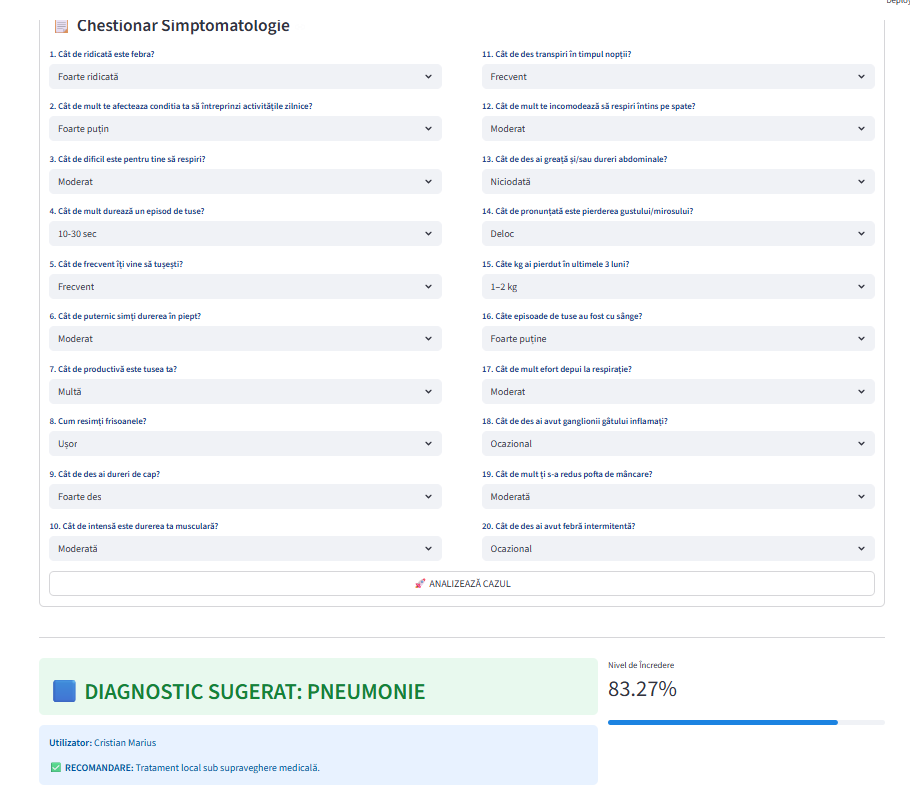 Chestionar Simptomatologie
1. Cât de ridicată este febra?
Foarte ridicată
2. Cât de mult te afecteaza conditia ta să întreprinzi activitățile zilnice?
Foarte puțin
3. Cât de dificil este pentru tine să respiri?
Moderat
4. Cât de mult durează un episod de tuse?
10-30 sec
5. Cât de frecvent îți vine să tușești?
Frecvent
6. Cât de puternic simți durerea în piept?
Moderat
7. Cât de productivă este tusea ta?
Multă
8. Cum resimți frisoanele?
Ușor
9. Cât de des ai dureri de cap?
Foarte des
10. Cât de intensă este durerea ta musculară?
Moderată
11. Cât de des transpiri în timpul nopții?
Frecvent
12. Cât de mult te incomodează să respiri întins pe spate?
Moderat
13. Cât de des ai greață și/sau dureri abdominale?
Niciodată
14. Cât de pronunțată este pierderea gustului/mirosului?
Deloc
15. Câte kg ai pierdut în ultimele 3 luni?
1–2 kg
16. Câte episoade de tuse au fost cu sânge?
Foarte puține
17. Cât de mult efort depui la respirație?
Moderat
18. Cât de des ai avut ganglionii gâtului inflamați?
Ocazional
19. Cât de mult ți s-a redus pofta de mâncare?
Moderată
20. Cât de des ai avut febră intermitentă?
Ocazional
ANALIZEAZĂ CAZUL
DIAGNOSTIC SUGERAT: PNEUMONIE
Nivel de Încredere
83.27%
Utilizator: Cristian Marius
RECOMANDARE: Tratament local sub supraveghere medicală.